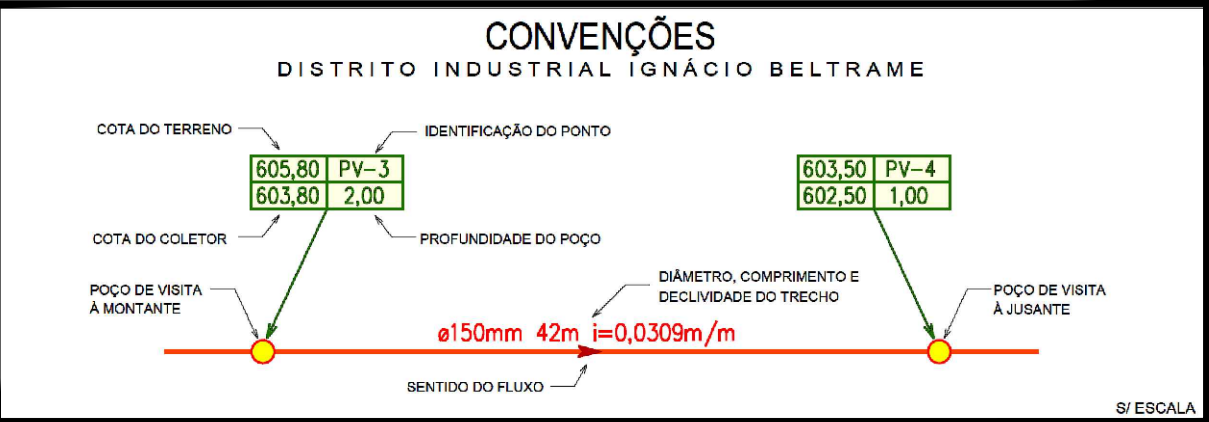 CONVENÇÕES
DISTRITO INDUSTRIAL IGNÁCIO BELTRAME
COTA DO TERRENO
IDENTIFICAÇÃO DO PONTO
605,80 PV-3
603,80 2,00
603,50 PV-4
602,50 1,00
COTA DO COLETOR
PROFUNDIDADE DO POÇO
POÇO DE VISITA
À MONTANTE
DIÂMETRO, COMPRIMENTO E
DECLIVIDADE DO TRECHO
POÇO DE VISITA
À JUSANTE
ø150mm 42m i=0,0309m/m
SENTIDO DO FLUXO
S/ ESCALA